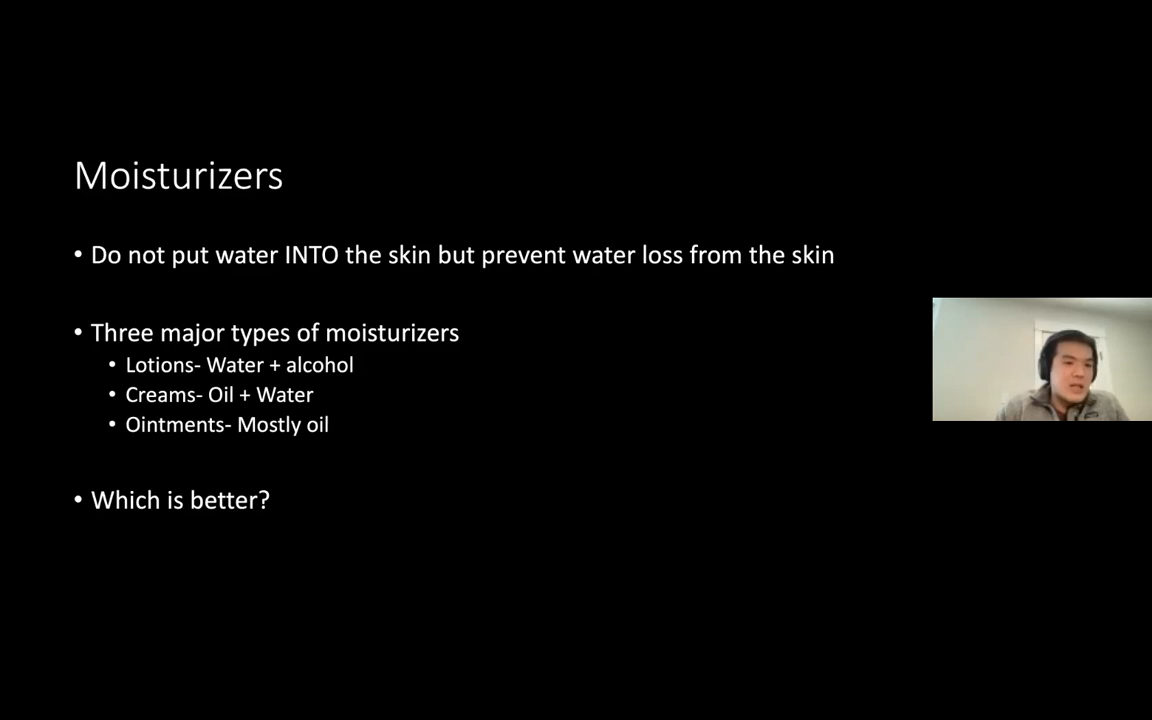 Moisturizers
• Do not put water INTO the skin but prevent water loss from the skin
• Three major types of moisturizers
• Lotions- Water + alcohol
• Creams- Oil + Water
• Ointments- Mostly oil
• Which is better?